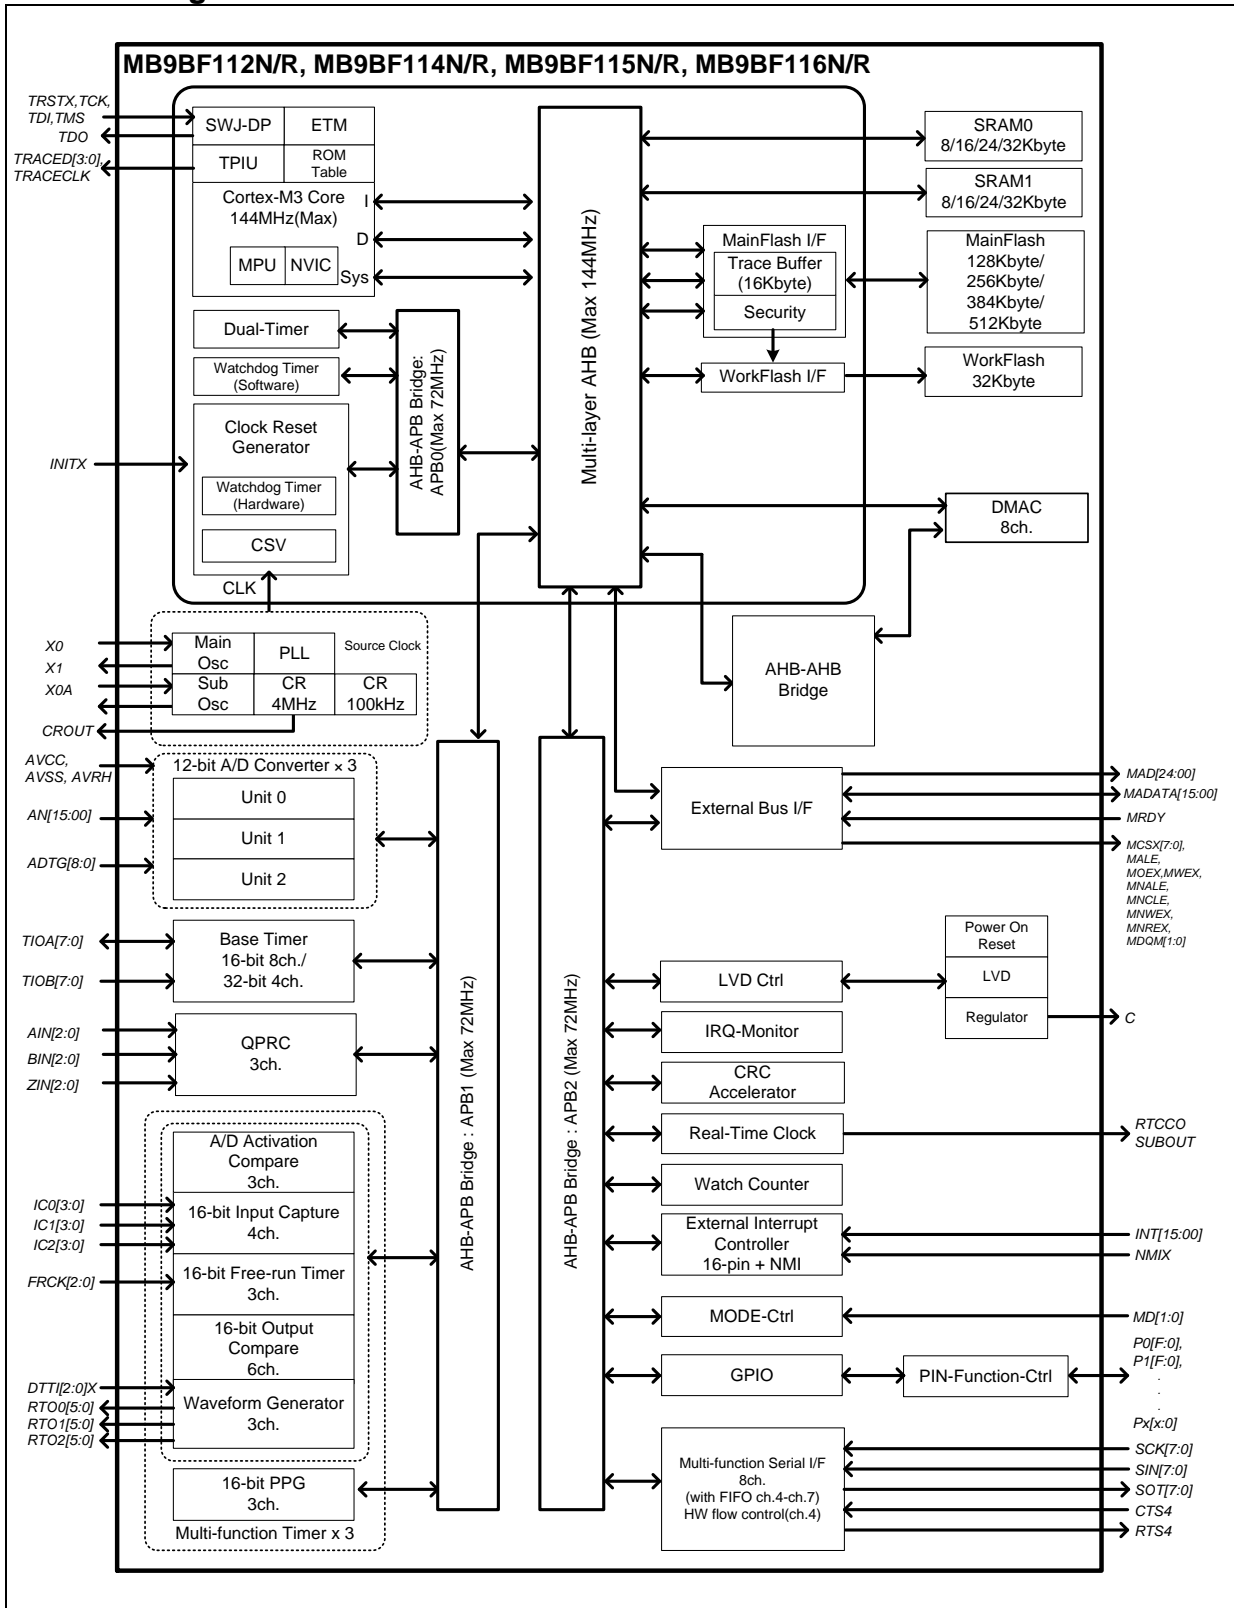 MB9BF112N/R, MB9BF114N/R, MB9BF115N/R, MB9BF116N/R
TRSTX,TCK,
TDI,TMS
TDO
TRACED[3:0],
TRACECLK
SWJ-DP
ETM
TPIU
ROM
Table
Cortex-M3 Core
144MHz(Max)
I
D
Sys
MPU
NVIC
Dual-Timer
Watchdog Timer
(Software)
Clock Reset
Generator
Watchdog Timer
(Hardware)
CSV
CLK
INITX
AHB-APB Bridge:
APB0(Max 72MHz)
Multi-layer AHB (Max 144MHz)
SRAM0
8/16/24/32Kbyte
SRAM1
8/16/24/32Kbyte
MainFlash I/F
Trace Buffer
(16Kbyte)
Security
MainFlash
128Kbyte/
256Kbyte/
384Kbyte/
512Kbyte
WorkFlash I/F
WorkFlash
32Kbyte
DMAC
8ch.
AHB-AHB
Bridge
X0
X1
X0A
CROUT
Main
Osc
PLL
Source Clock
Sub
Osc
CR
4MHz
CR
100kHz
AVCC,
AVSS, AVRH
AN[15:00]
ADTG[8:0]
12-bit A/D Converter × 3
Unit 0
Unit 1
Unit 2
TIOA[7:0]
TIOB[7:0]
Base Timer
16-bit 8ch./
32-bit 4ch.
AIN[2:0]
BIN[2:0]
ZIN[2:0]
QPRC
3ch.
A/D Activation
Compare
3ch.
IC0[3:0]
IC1[3:0]
IC2[3:0]
16-bit Input Capture
4ch.
FRCK[2:0]
16-bit Free-run Timer
3ch.
16-bit Output
Compare
6ch.
DTTI[2:0]X
RTO0[5:0]
RTO1[5:0]
RTO2[5:0]
Waveform Generator
3ch.
16-bit PPG
3ch.
Multi-function Timer x 3
AHB-APB Bridge : APB1 (Max 72MHz)
AHB-APB Bridge : APB2 (Max 72MHz)
External Bus I/F
MAD[24:00]
MADATA[15:00]
MRDY
MCSX[7:0],
MALE,
MOEX,MWEX,
MNALE,
MNCLE,
MNWEX,
MNREX,
MDQM[1:0]
LVD Ctrl
Power On
Reset
LVD
Regulator
C
IRQ-Monitor
CRC
Accelerator
Real-Time Clock
RTCCO
SUBOUT
Watch Counter
External Interrupt
Controller
16-pin + NMI
INT[15:00]
NMIX
MODE-Ctrl
MD[1:0]
GPIO
PIN-Function-Ctrl
P0[F:0],
P1[F:0],
.
.
.
Px[x:0]
Multi-function Serial I/F
8ch.
(with FIFO ch.4-ch.7)
HW flow control(ch.4)
SCK[7:0]
SIN[7:0]
SOT[7:0]
CTS4
RTS4